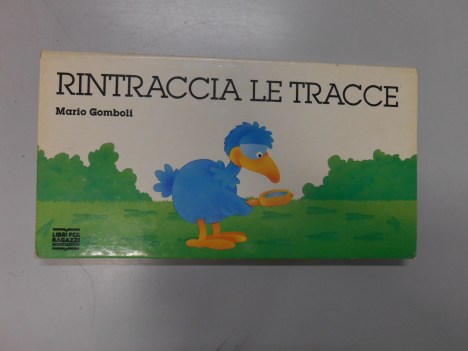 RINTRACCIA LE TRACCE
Mario Gomboli
LIBRI PER
RAGAZZI